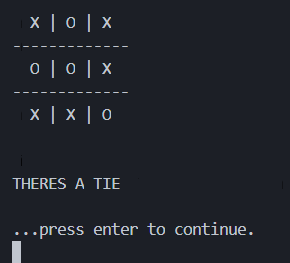 X | O | X
-------------
O | O | X
-------------
X | X | O
THERES A TIE
...press enter to continue.